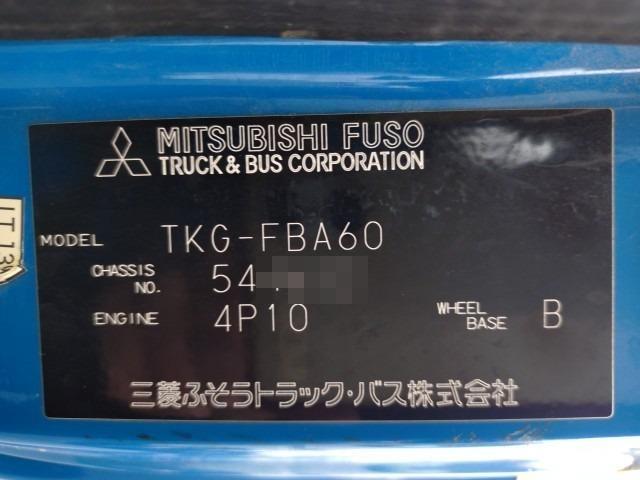 MITSUBISHI FUSO
TRUCK & BUS CORPORATION
MODEL TKG-FBA60
CHASSIS NO. 54
ENGINE 4P10 WHEEL BASE B
三菱ふそうトラック・バス株式会社